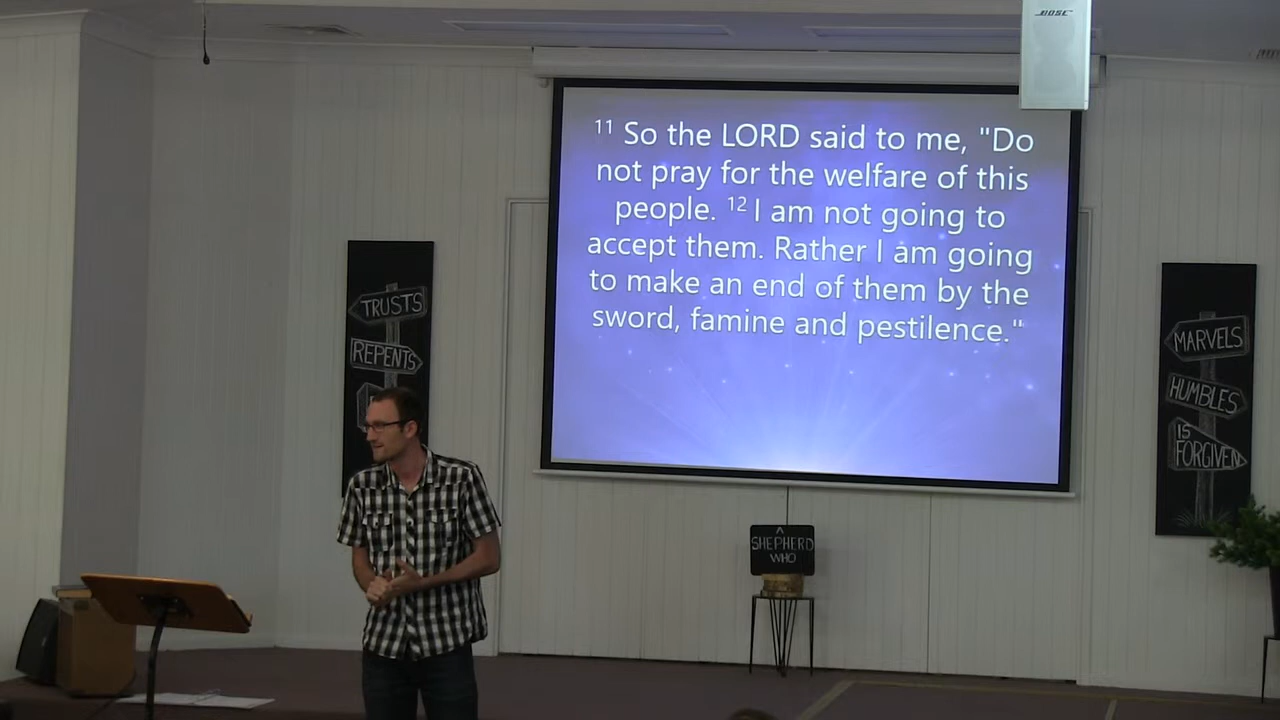 BOSE
11 So the LORD said to me, "Do
not pray for the welfare of this
people. 12 I am not going to
accept them. Rather I am going
to make an end of them by the
sword, famine and pestilence."
TRUSTS
REPENTS
MARVELS
HUMBLES
IS
FORGIVEN
A
SHEPHERD
WHO